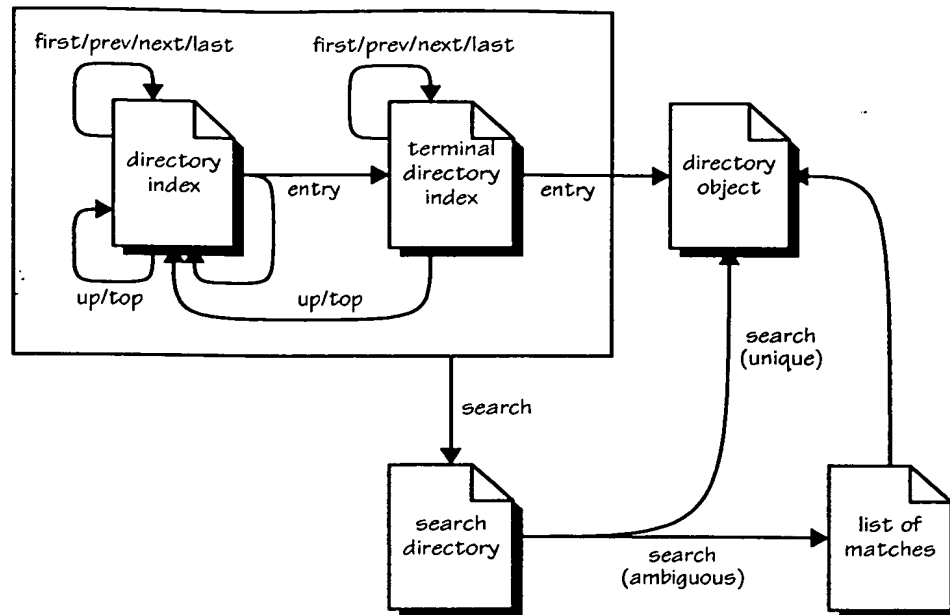 first/prev/next/last
first/prev/next/last
directory
index
entry
terminal
directory
index
entry
directory
object
up/top
up/top
search
(unique)
search
search
directory
search
(ambiguous)
list of
matches